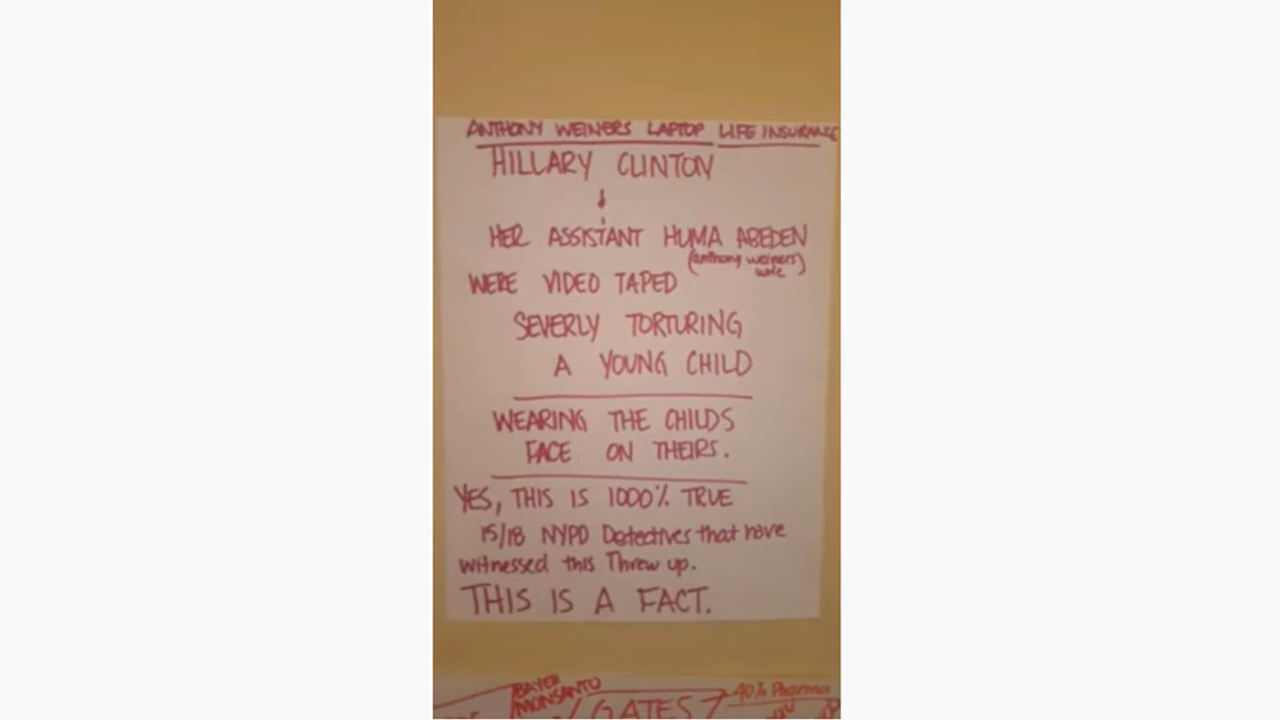 ANTHONY WEINERS LAPTOP LIFE INSURANCE
HILLARY CLINTON
HER ASSISTANT HUMA ABEDEN
(anthony weiners)
wife
WERE VIDEO TAPED
SEVERLY TORTURING
A YOUNG CHILD
WEARING THE CHILDS
FACE ON THEIRS.
YES, THIS IS 1000% TRUE
15/18 NYPD Detectives that have
witnessed this Threw up.
THIS IS A FACT.
BAYER
MONSANTO
GATES
40% Pharma